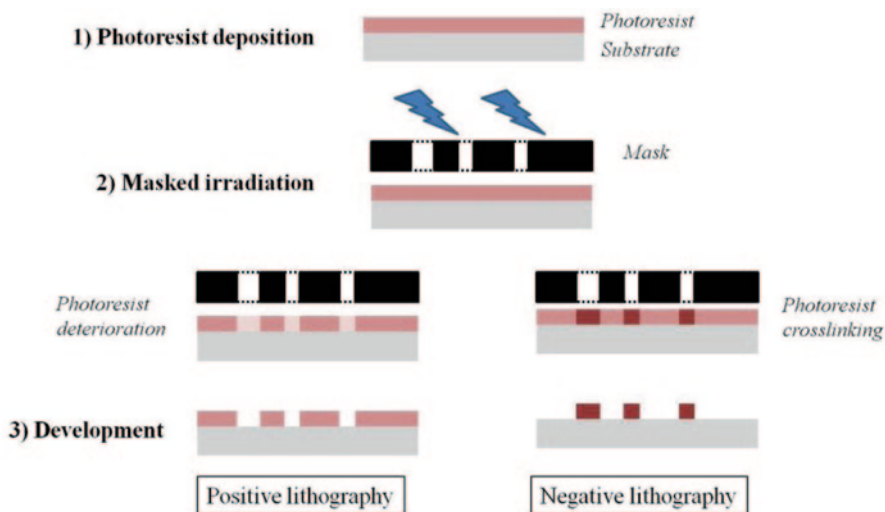 1) Photoresist deposition
Photoresist
Substrate
Mask
2) Masked irradiation
Photoresist
deterioration
Photoresist
crosslinking
3) Development
Positive lithography
Negative lithography